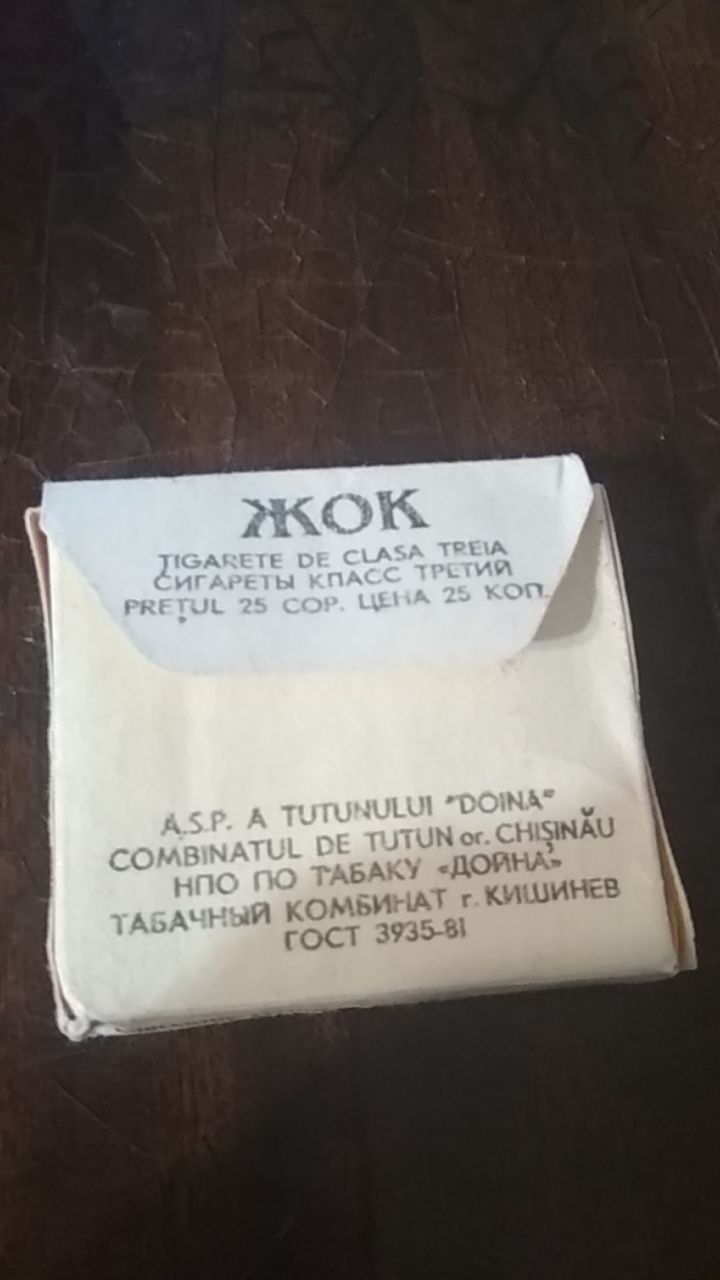 ЖОК
ŢIGARETE DE CLASA TREIA
СИГАРЕТЫ КЛАСС ТРЕТИЙ
PREŢUL 25 COP. ЦЕНА 25 КОП.
A.S.P. A TUTUNULUI "DOINA"
COMBINATUL DE TUTUN or. CHIŞINĂU
НПО ПО ТАБАКУ «ДОЙНА»
ТАБАЧНЫЙ КОМБИНАТ г. КИШИНЕВ
ГОСТ 3935-81